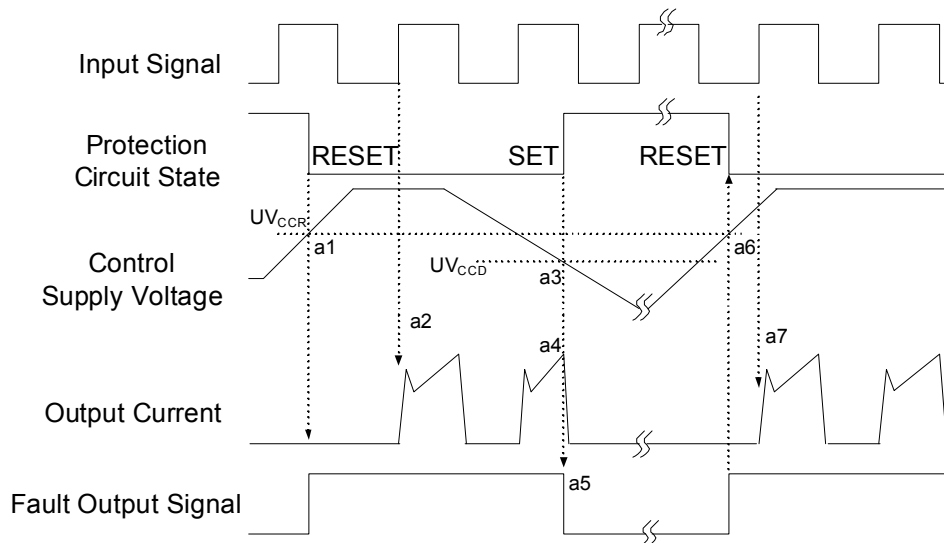 Input Signal
Protection
Circuit State
RESET
SET
RESET
UVCCR
a1
a6
Control
Supply Voltage
UVCCD
a3
a2
a4
a7
Output Current
Fault Output Signal
a5